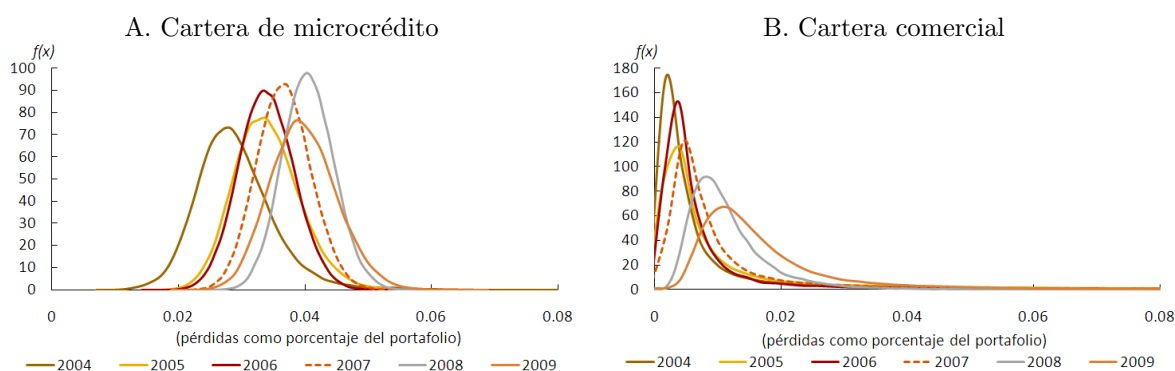 A. Cartera de microcrédito
f(x)
100
90
80
70
60
50
40
30
20
10
0
0 0.02 0.04 0.06 0.08
(pérdidas como porcentaje del portafolio)
2004 2005 2006 2007 2008 2009
B. Cartera comercial
f(x)
180
160
140
120
100
80
60
40
20
0
0 0.02 0.04 0.06 0.08
(pérdidas como porcentaje del portafolio)
2004 2005 2006 2007 2008 2009